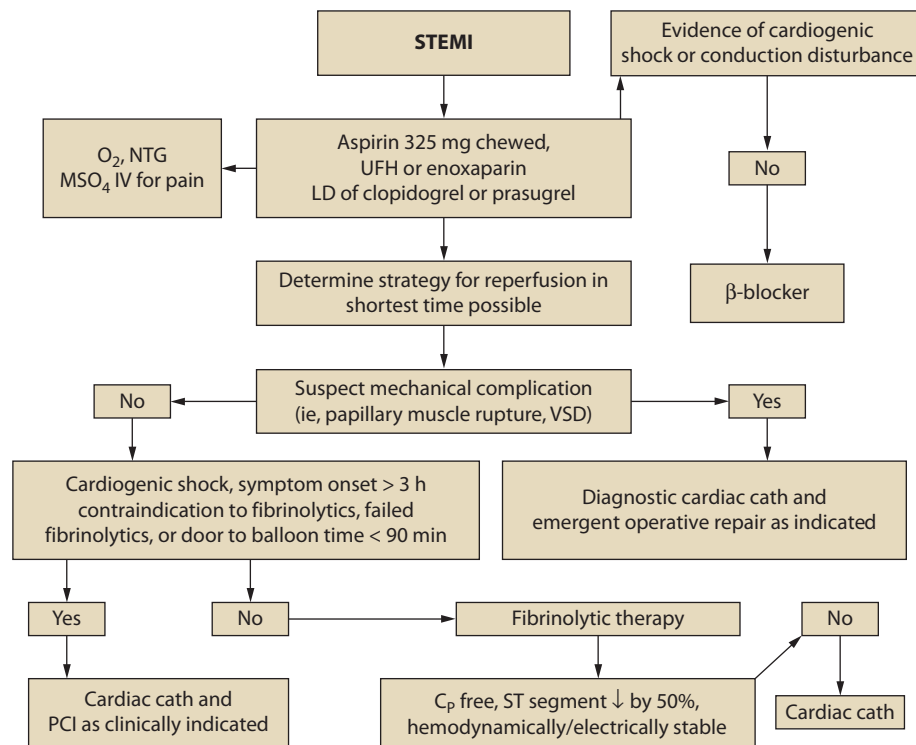 STEMI
Evidence of cardiogenic
shock or conduction disturbance
O₂, NTG
MSO₄ IV for pain
Aspirin 325 mg chewed,
UFH or enoxaparin
LD of clopidogrel or prasugrel
No
Determine strategy for reperfusion in
shortest time possible
β-blocker
No
Suspect mechanical complication
(ie, papillary muscle rupture, VSD)
Yes
Cardiogenic shock, symptom onset > 3 h
contraindication to fibrinolytics, failed
fibrinolytics, or door to balloon time < 90 min
Diagnostic cardiac cath and
emergent operative repair as indicated
Yes
No
Fibrinolytic therapy
No
Cardiac cath and
PCI as clinically indicated
Cₚ free, ST segment ↓ by 50%,
hemodynamically/electrically stable
Cardiac cath